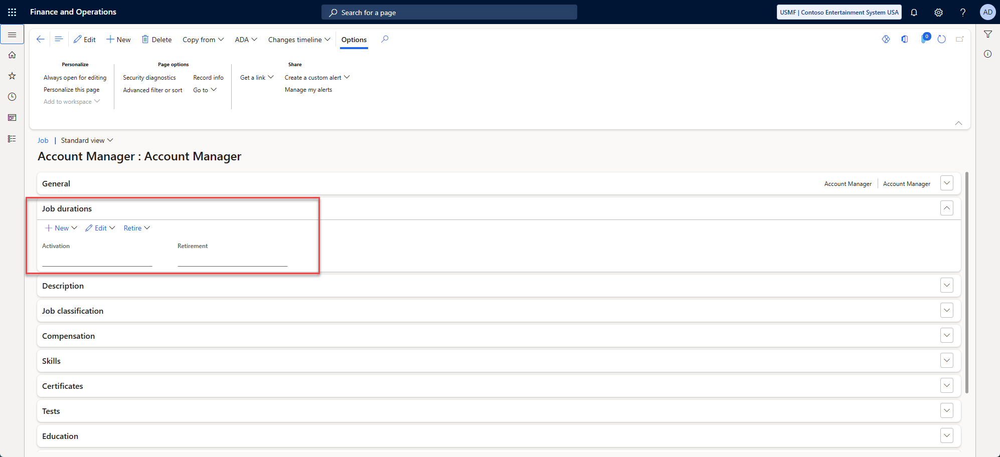 Finance and Operations
Search for a page
USMF | Contoso Entertainment System USA
AD
Edit
New
Delete
Copy from
ADA
Changes timeline
Options
0
Personalize
Always open for editing
Personalize this page
Add to workspace
Page options
Security diagnostics
Record info
Advanced filter or sort
Go to
Share
Get a link
Create a custom alert
Manage my alerts
Job | Standard view
Account Manager : Account Manager
General
Account Manager
Account Manager
Job durations
New
Edit
Retire
Activation
Retirement
Description
Job classification
Compensation
Skills
Certificates
Tests
Education